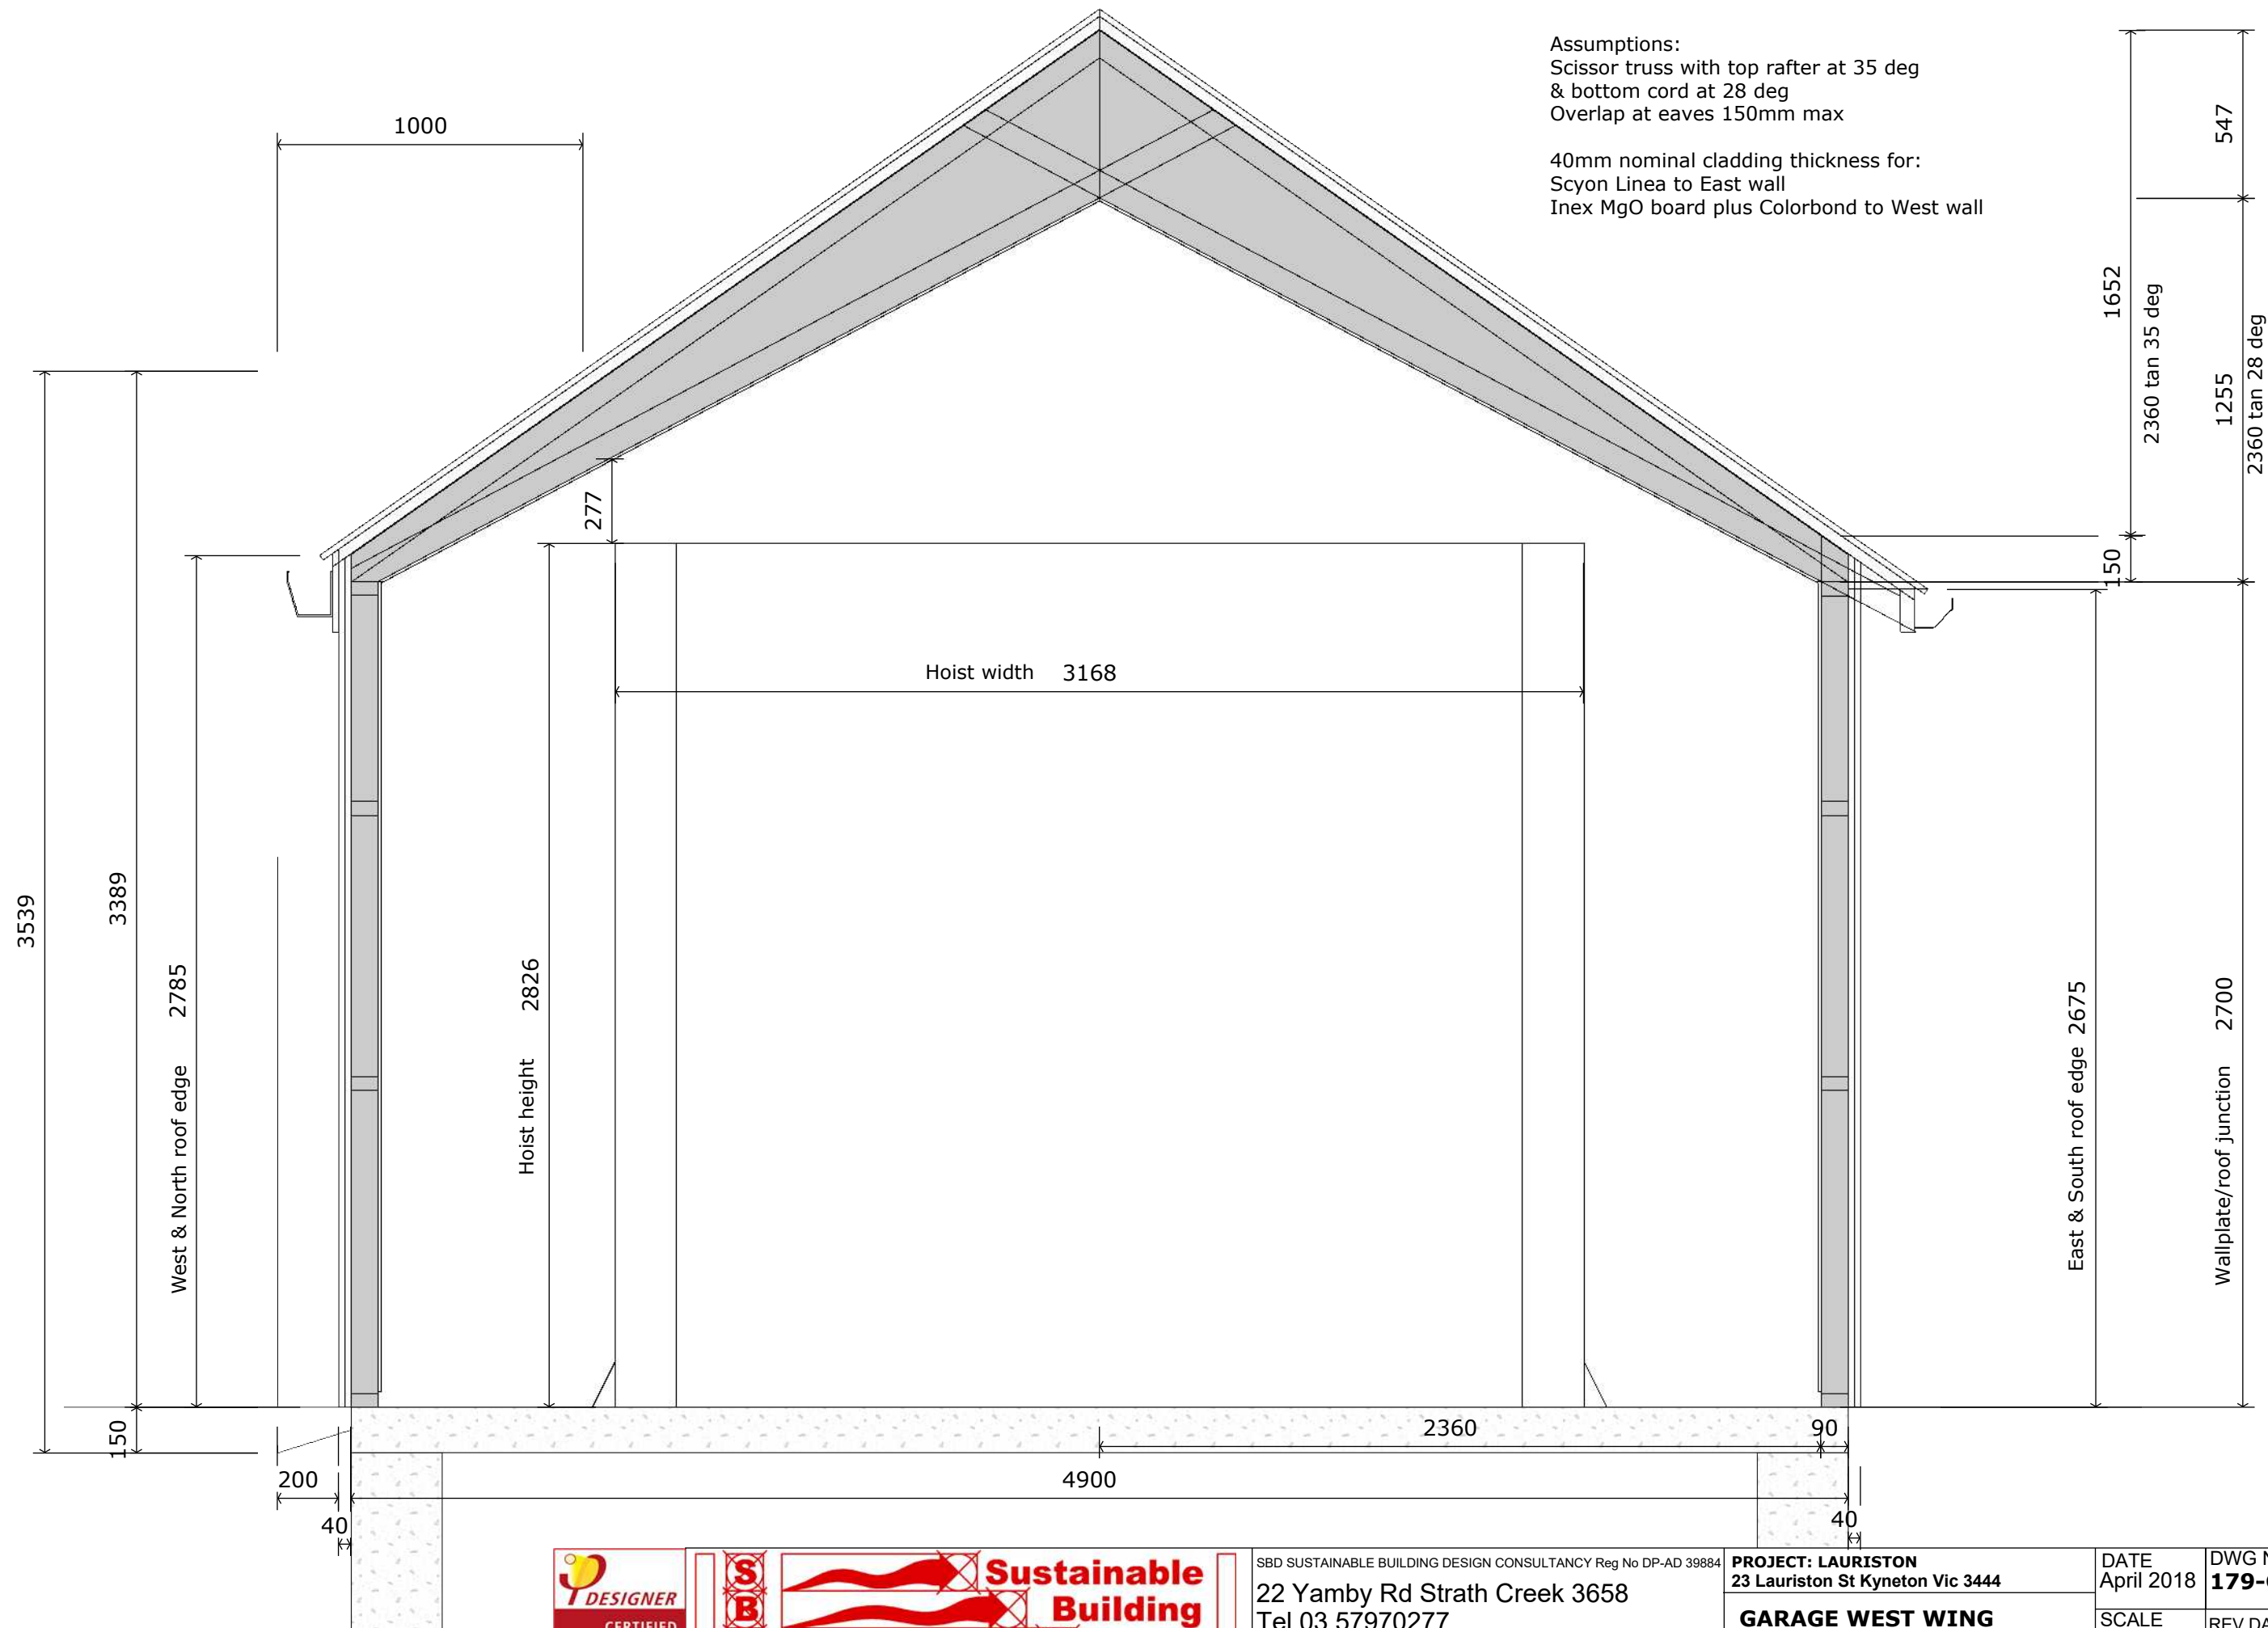 Assumptions:
Scissor truss with top rafter at 35 deg
& bottom cord at 28 deg
Overlap at eaves 150mm max
40mm nominal cladding thickness for:
Scyon Linea to East wall
Inex MgO board plus Colorbond to West wall
1000
547
1652
2360 tan 35 deg
1255
2360 tan 28 deg
277
150
Hoist width 3168
3539
3389
West & North roof edge 2785
Hoist height 2826
East & South roof edge 2675
Wallplate/roof junction 2700
150
2360
90
200
4900
40
40
DESIGNER
CERTIFIED
S
B
Sustainable
Building
SBD SUSTAINABLE BUILDING DESIGN CONSULTANCY Reg No DP-AD 39884
22 Yamby Rd Strath Creek 3658
Tel 03 57970277
PROJECT: LAURISTON
23 Lauriston St Kyneton Vic 3444
GARAGE WEST WING
DATE
April 2018
SCALE
DWG
179-
REV